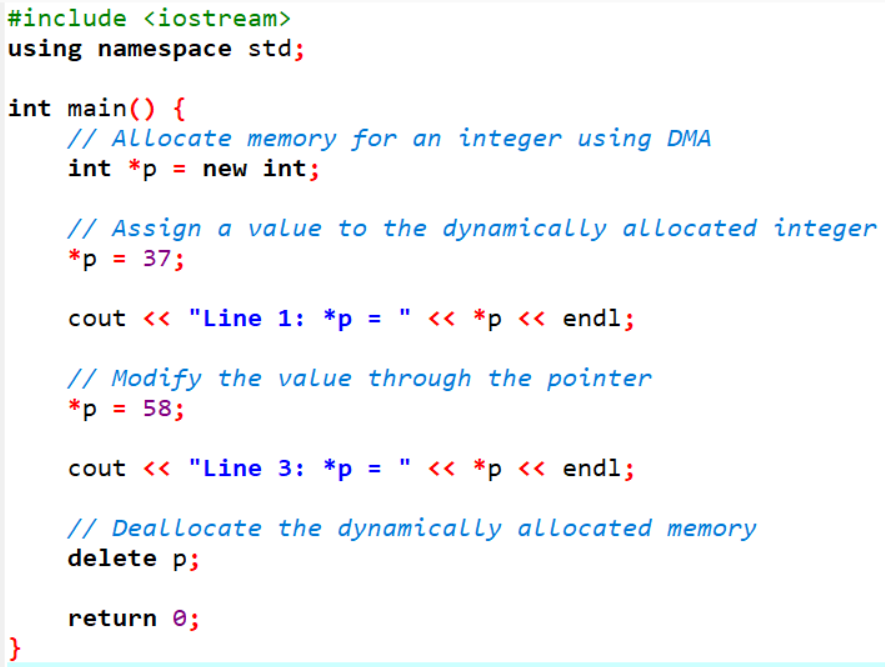 #include <iostream>
using namespace std;
int main() {
// Allocate memory for an integer using DMA
int *p = new int;
// Assign a value to the dynamically allocated integer
*p = 37;
cout << "Line 1: *p = " << *p << endl;
// Modify the value through the pointer
*p = 58;
cout << "Line 3: *p = " << *p << endl;
// Deallocate the dynamically allocated memory
delete p;
return 0;
}